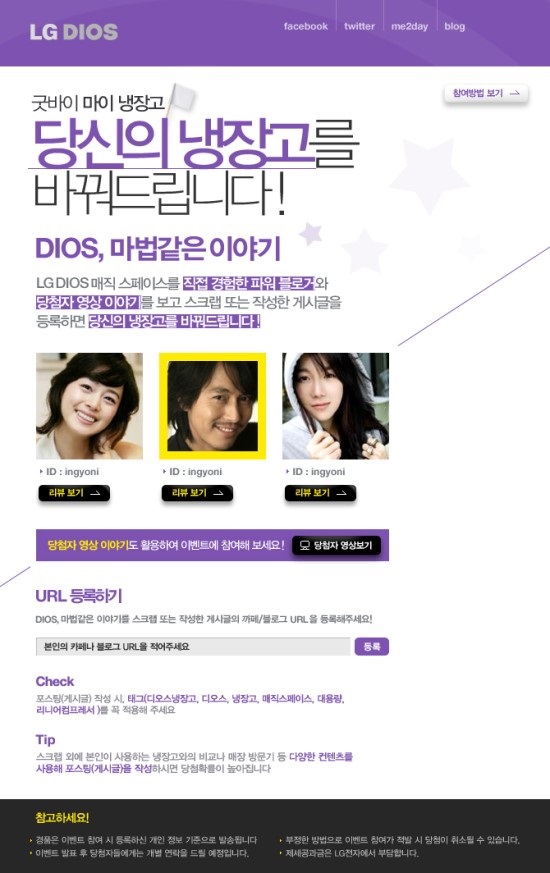 LG DIOS
facebook
twitter
me2day
blog
굿바이 마이 냉장고
참여방법 보기
당신의 냉장고를
바꿔드립니다!
DIOS, 마법같은 이야기
LG DIOS 매직 스페이스를 직접 경험한 파워 블로거와
당첨자 영상 이야기를 보고 스크랩 또는 작성한 게시글을
등록하면 당신의 냉장고를 바꿔드립니다!
ID : ingyoni
ID : ingyoni
ID : ingyoni
리뷰 보기
리뷰 보기
리뷰 보기
당첨자 영상 이야기도 활용하여 이벤트에 참여해 보세요!
당첨자 영상보기
URL 등록하기
DIOS, 마법같은 이야기를 스크랩 또는 작성한 게시글의 까페/블로그 URL을 등록해주세요!
본인의 카페나 블로그 URL을 적어주세요
등록
Check
포스팅(게시글) 작성 시, 태그(디오스냉장고, 디오스, 냉장고, 매직스페이스, 대용량,
리니어컴프레서)를 꼭 적용해 주세요
Tip
스크랩 외에 본인이 사용하는 냉장고와의 비교나 매장 방문기 등 다양한 컨텐츠를
사용해 포스팅(게시글)을 작성하시면 당첨확률이 높아집니다
참고하세요!
경품은 이벤트 참여 시 등록하신 개인 정보 기준으로 발송됩니다
이벤트 발표 후 당첨자들에게는 개별 연락을 드릴 예정입니다.
부정한 방법으로 이벤트 참여가 적발 시 당첨이 취소될 수 있습니다.
제세공과금은 LG전자에서 부담합니다.